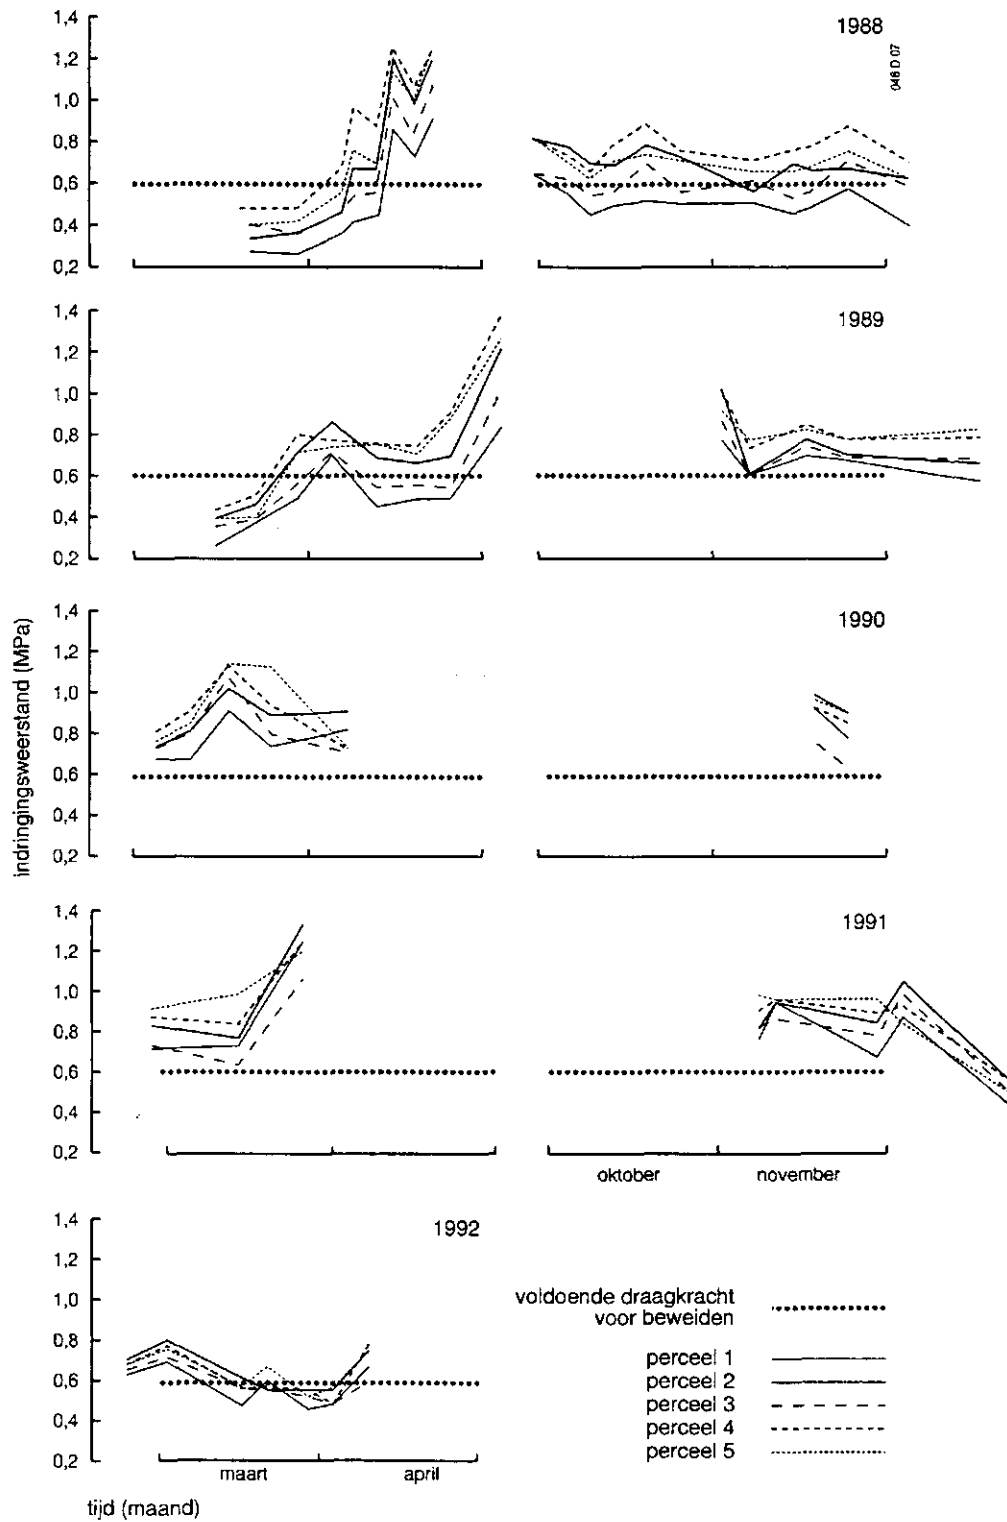 1,4
1,2
1,0
0,8
0,6
0,4
0,2
1988
046 D 07
1,4
1,2
1,0
0,8
0,6
0,4
0,2
1989
indringingsweerstand (MPa)
1,4
1,2
1,0
0,8
0,6
0,4
0,2
1990
1,4
1,2
1,0
0,8
0,6
0,4
0,2
1991
oktober
november
1,4
1,2
1,0
0,8
0,6
0,4
0,2
1992
maart
april
tijd (maand)
voldoende draagkracht
voor beweiden
perceel 1
perceel 2
perceel 3
perceel 4
perceel 5